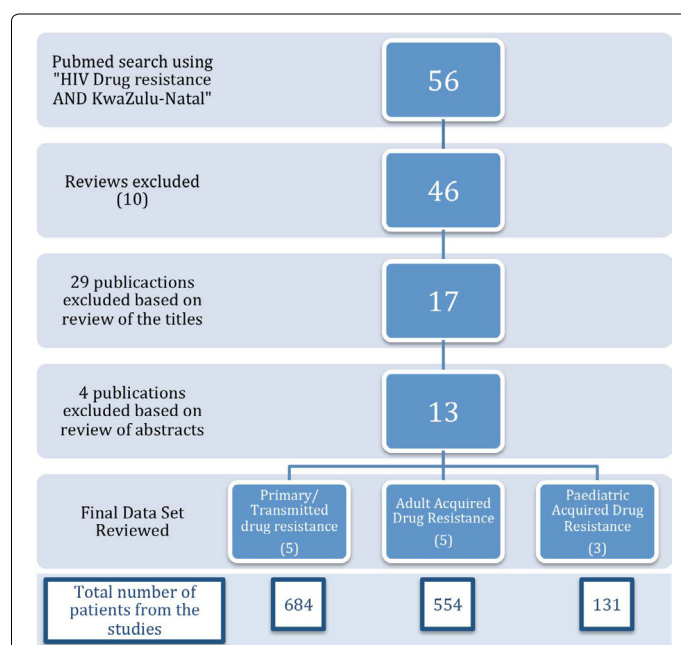 Pubmed search using
"HIV Drug resistance
AND KwaZulu-Natal"
56
Reviews excluded
(10)
46
29 publicactions
excluded based on
review of the titles
17
4 publications
excluded based on
review of abstracts
13
Final Data Set
Reviewed
Primary/
Transmitted
drug resistance
(5)
Adult Acquired
Drug Resistance
(5)
Paediatric
Acquired Drug
Resistance
(3)
Total number of
patients from the
studies
684
554
131